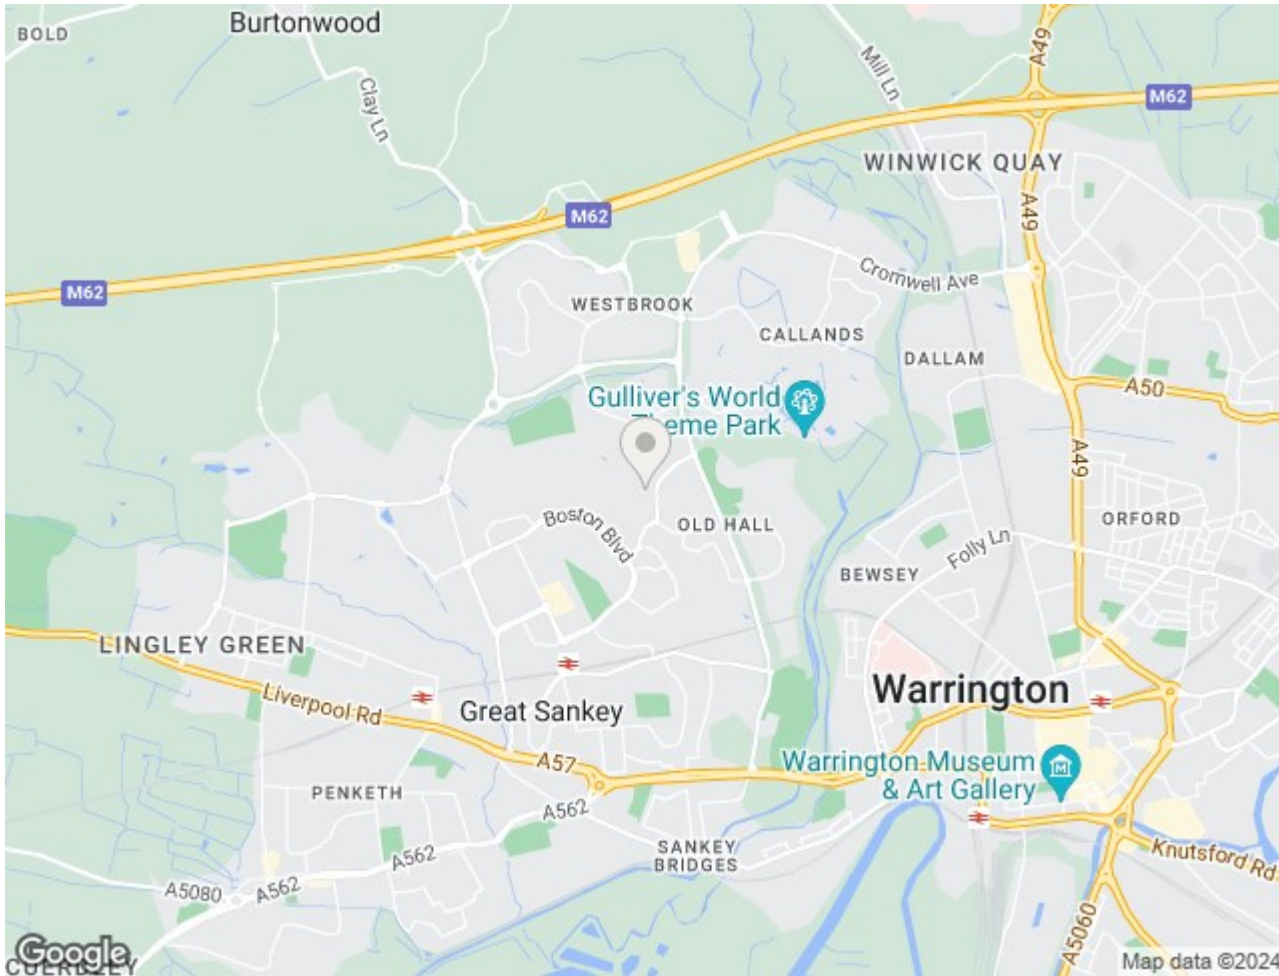 BOLD
Burtonwood
A49
Mill Ln
Clay Ln
M62
WINWICK QUAY
M62
A49
M62
Cromwell Ave
WESTBROOK
CALLANDS
DALLAM
A50
Gulliver's World
Theme Park
A49
Boston Blvd
OLD HALL
ORFORD
Folly Ln
BEWSEY
LINGLEY GREEN
Warrington
Liverpool Rd
Great Sankey
A57
Warrington Museum
& Art Gallery
PENKETH
A562
SANKEY
BRIDGES
Knutsford Rd
A562
A5080
A562
A5060
Google
CUERDLEY
Map data ©2024